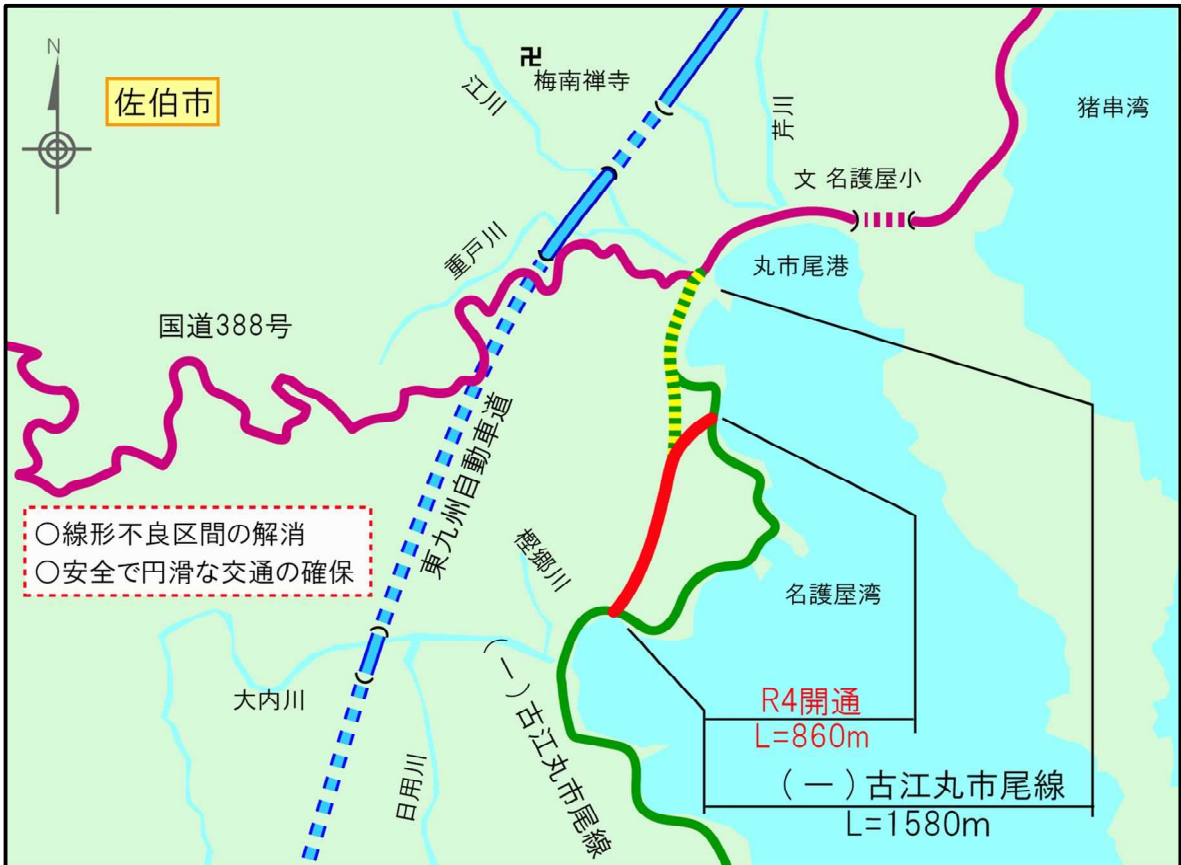 N
佐伯市
卍
梅南禅寺
江川
芹川
猪串湾
文 名護屋小
重戸川
丸市尾港
国道388号
東九州自動車道
○線形不良区間の解消
○安全で円滑な交通の確保
樫郷川
名護屋湾
大内川
日用川
(一)古江丸市尾線
R4開通
L=860m
(一)古江丸市尾線
L=1580m